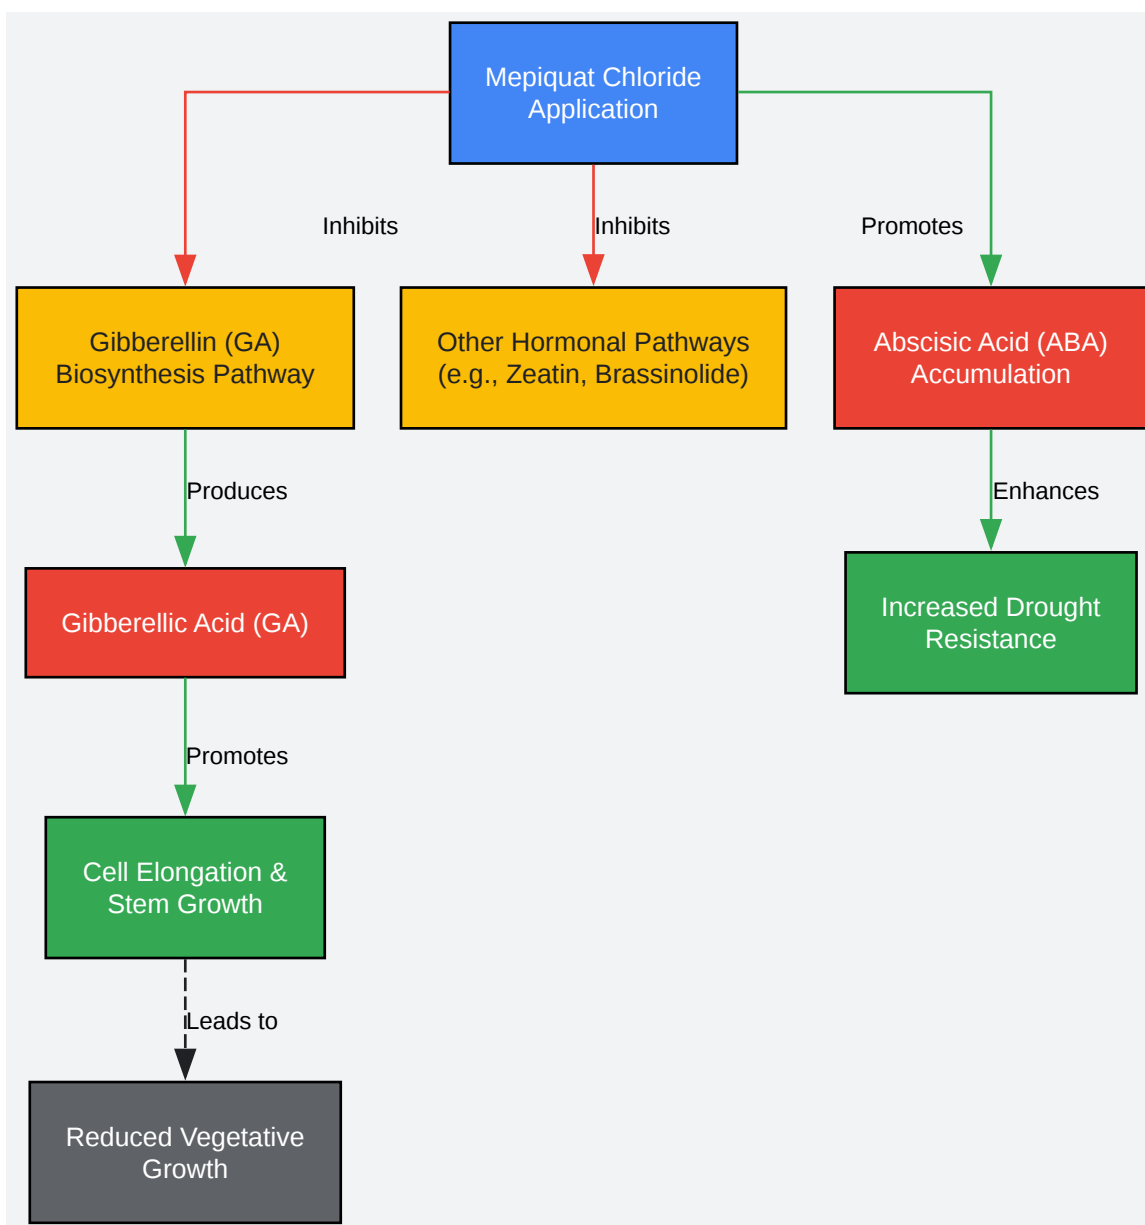 Mepiquat Chloride
Application
Inhibits
Inhibits
Promotes
Gibberellin (GA)
Biosynthesis Pathway
Other Hormonal Pathways
(e.g., Zeatin, Brassinolide)
Abscisic Acid (ABA)
Accumulation
Produces
Enhances
Gibberellic Acid (GA)
Increased Drought
Resistance
Promotes
Cell Elongation &
Stem Growth
Leads to
Reduced Vegetative
Growth